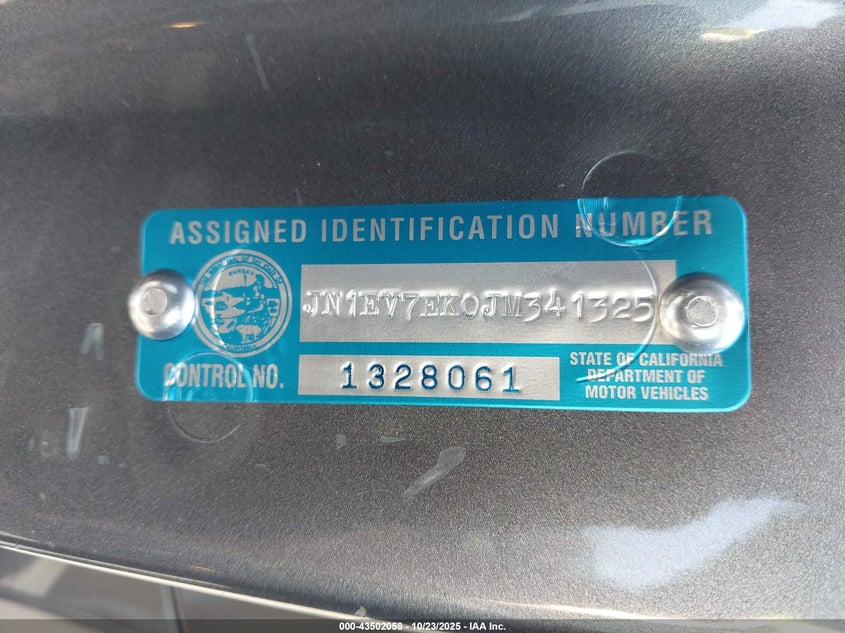 ASSIGNED IDENTIFICATION NUMBER
EUREKA
JN1EV7EK0JM341325
CONTROL NO.
1328061
STATE OF CALIFORNIA
DEPARTMENT OF
MOTOR VEHICLES
000-43502058 - 10/23/2025 - IAA Inc.